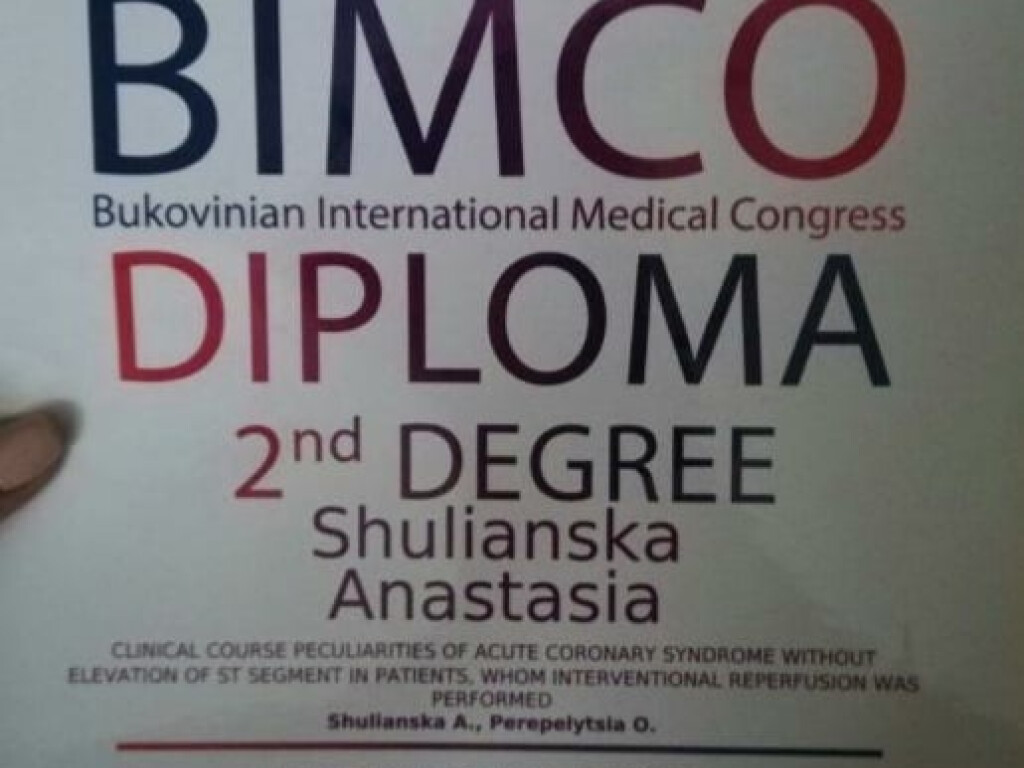 BIMCO
Bukovinian International Medical Congress
DIPLOMA
2nd DEGREE
Shulianska
Anastasia
CLINICAL COURSE PECULIARITIES OF ACUTE CORONARY SYNDROME WITHOUT
ELEVATION OF ST SEGMENT IN PATIENTS, WHOM INTERVENTIONAL REPERFUSION WAS
PERFORMED
Shulianska A., Perepelytsia O.